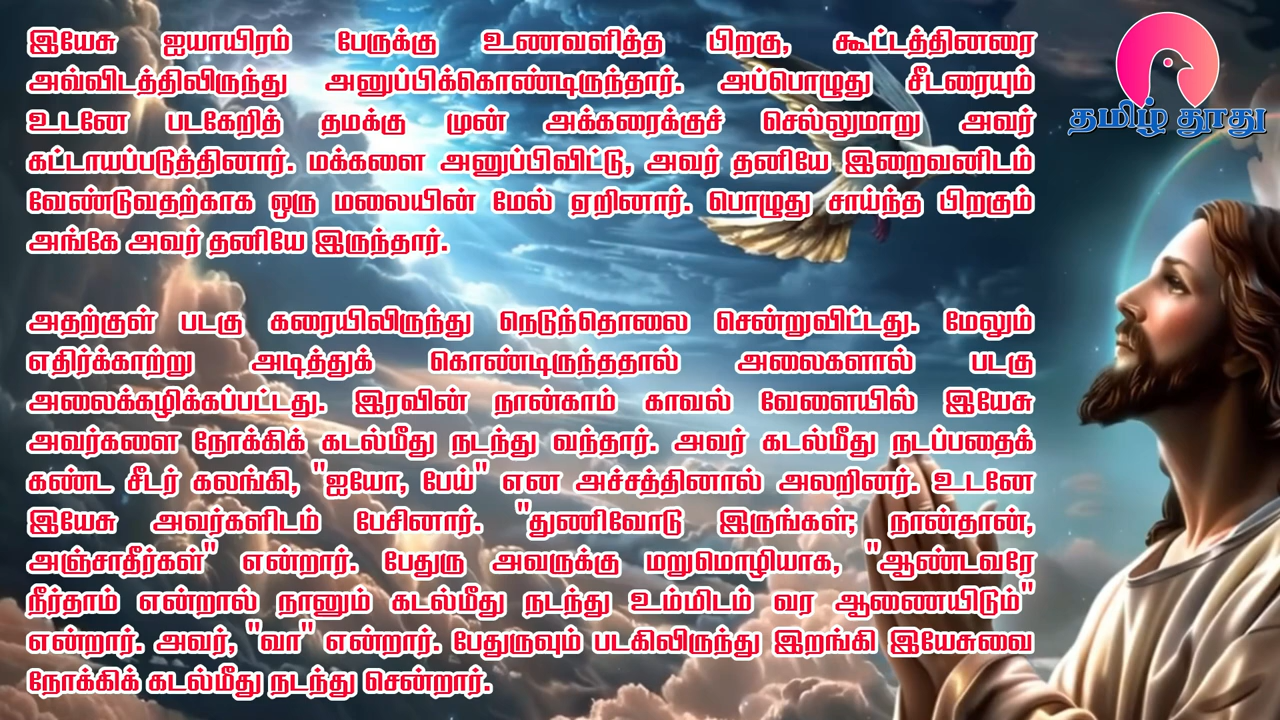 இயேசு ஐயாயிரம் பேருக்கு உணவளித்த பிறகு, கூட்டத்தினரை
அவ்விடத்திலிருந்து அனுப்பிக்கொண்டிருந்தார். அப்பொழுது சீடரையும்
உடனே படகேறித் தமக்கு முன் அக்கரைக்குச் செல்லுமாறு அவர்
கட்டாயப்படுத்தினார். மக்களை அனுப்பிவிட்டு, அவர் தனியே இறைவனிடம்
வேண்டுவதற்காக ஒரு மலையின் மேல் ஏறினார். பொழுது சாய்ந்த பிறகும்
அங்கே அவர் தனியே இருந்தார்.
அதற்குள் படகு கரையிலிருந்து நெடுந்தொலை சென்றுவிட்டது. மேலும்
எதிர்க்காற்று அடித்துக் கொண்டிருந்ததால் அலைகளால் படகு
அலைக்கழிக்கப்பட்டது. இரவின் நான்காம் காவல் வேளையில் இயேசு
அவர்களை நோக்கிக் கடல்மீது நடந்து வந்தார். அவர் கடல்மீது நடப்பதைக்
கண்ட சீடர் கலங்கி, "ஐயோ, பேய்" என அச்சத்தினால் அலறினர். உடனே
இயேசு அவர்களிடம் பேசினார். "துணிவோடு இருங்கள்; நான்தான்,
அஞ்சாதீர்கள்" என்றார். பேதுரு அவருக்கு மறுமொழியாக, "ஆண்டவரே
நீர்தாம் என்றால் நானும் கடல்மீது நடந்து உம்மிடம் வர ஆணையிடும்"
என்றார். அவர், "வா" என்றார். பேதுருவும் படகிலிருந்து இறங்கி இயேசுவை
நோக்கிக் கடல்மீது நடந்து சென்றார்.
தமிழ் தூது